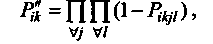 P″_{ik} = ∏_{∀j} ∏_{∀l} (1 − P_{ikjl}) ,